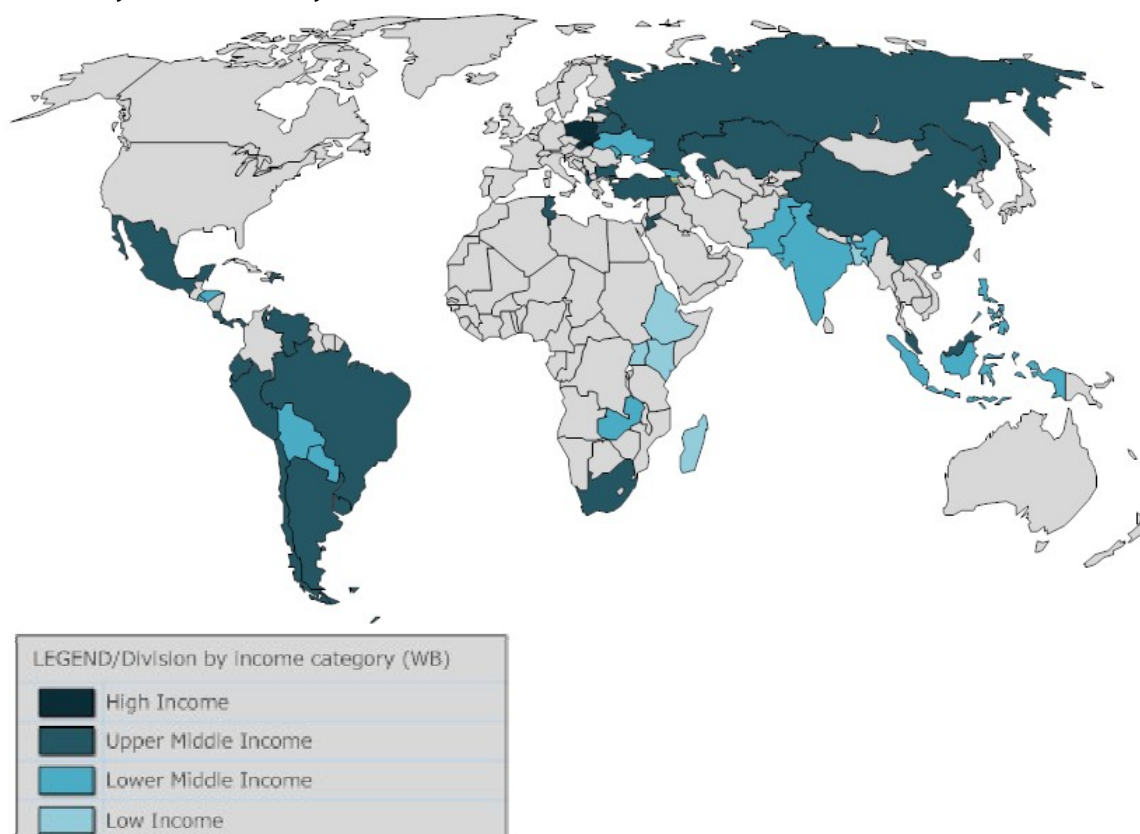 LEGEND/Division by income category (WB)
High Income
Upper Middle Income
Lower Middle Income
Low Income